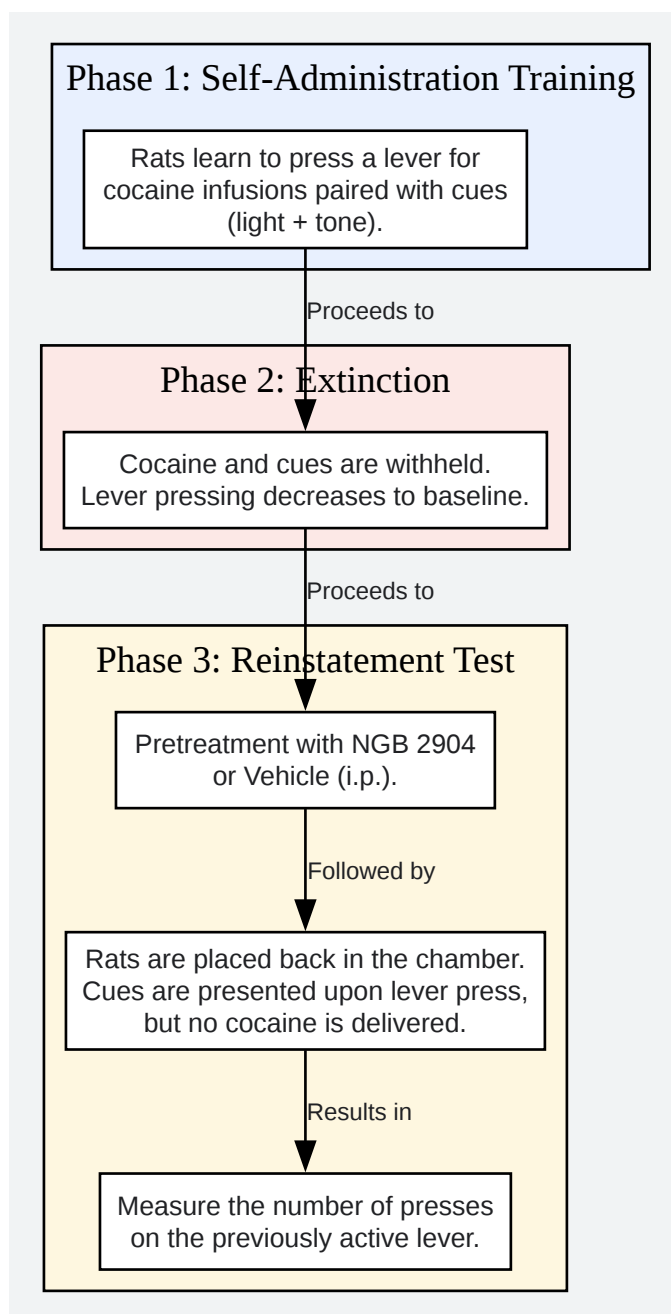 Phase 1: Self-Administration Training
Rats learn to press a lever for
cocaine infusions paired with cues
(light + tone).
Proceeds to
Phase 2: Extinction
Cocaine and cues are withheld.
Lever pressing decreases to baseline.
Proceeds to
Phase 3: Reinstatement Test
Pretreatment with NGB 2904
or Vehicle (i.p.).
Followed by
Rats are placed back in the chamber.
Cues are presented upon lever press,
but no cocaine is delivered.
Results in
Measure the number of presses
on the previously active lever.